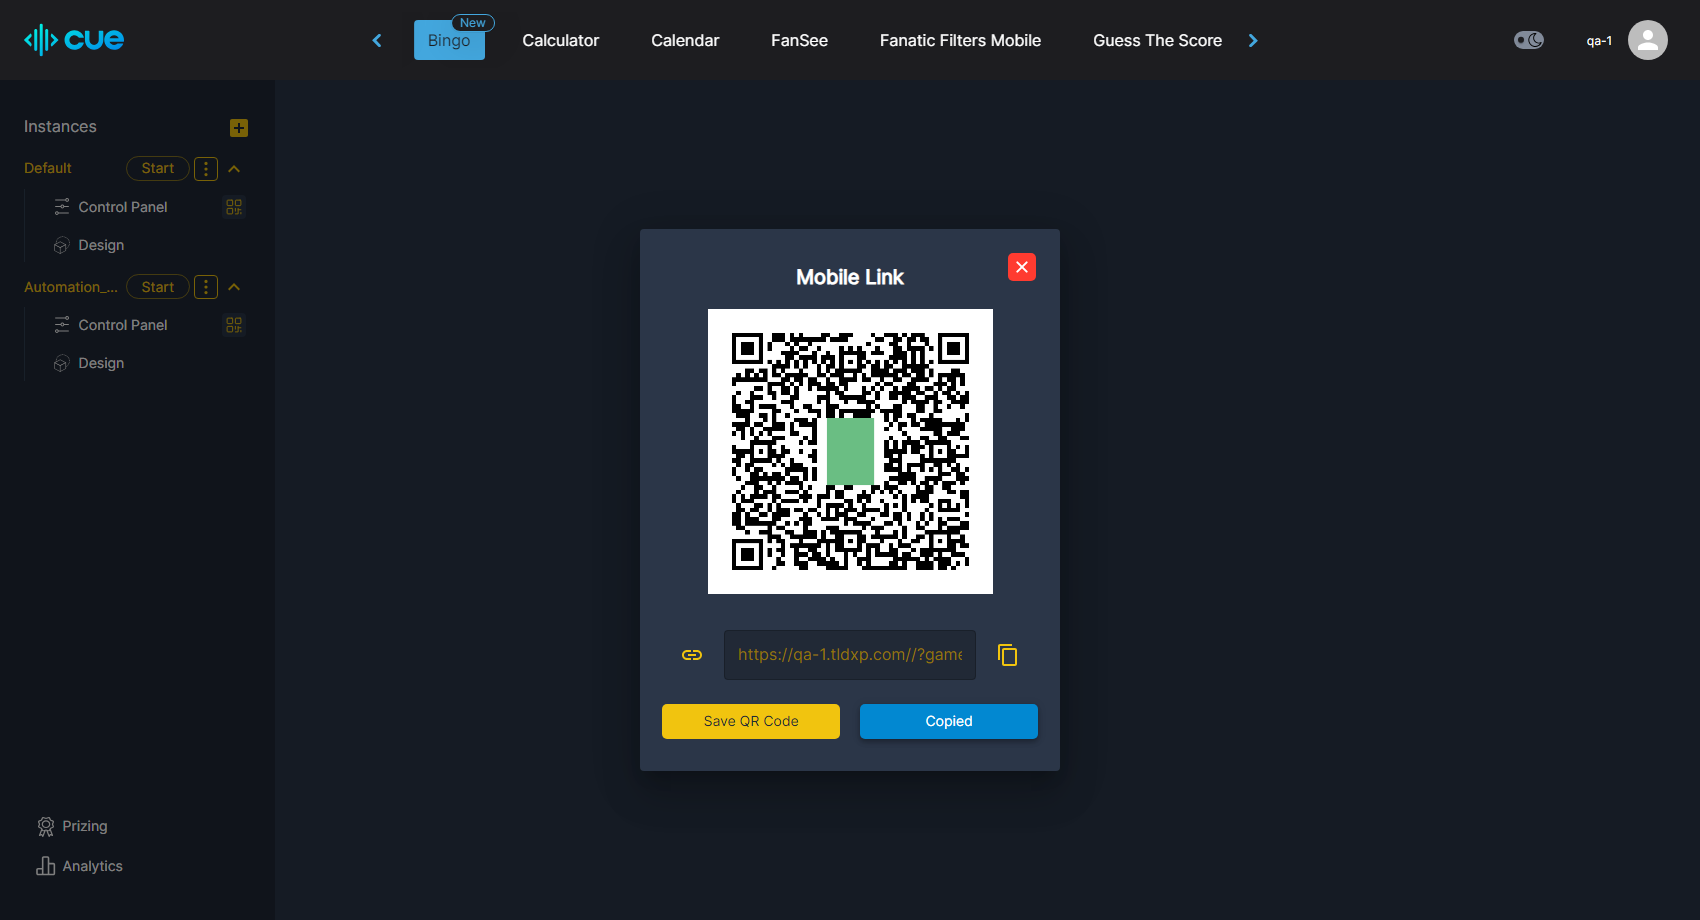 cue
New
Bingo
Calculator
Calendar
FanSee
Fanatic Filters Mobile
Guess The Score
qa-1
Instances
Default
Start
Control Panel
Design
Automation_...
Start
Control Panel
Design
Mobile Link
https://qa-1.tldxp.com//?game
Save QR Code
Copied
Prizing
Analytics